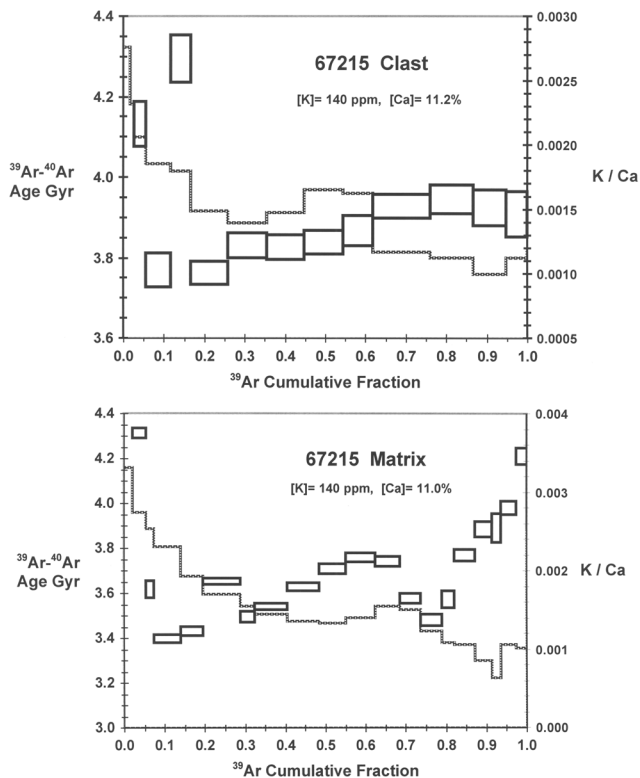 4.4
4.2
4.0
3.8
3.6
³⁹Ar-⁴⁰Ar
Age Gyr
67215 Clast
[K]= 140 ppm, [Ca]= 11.2%
0.0030
0.0025
0.0020
0.0015
0.0010
0.0005
K / Ca
0.0 0.1 0.2 0.3 0.4 0.5 0.6 0.7 0.8 0.9 1.0
³⁹Ar Cumulative Fraction
4.4
4.2
4.0
3.8
3.6
3.4
3.2
3.0
³⁹Ar-⁴⁰Ar
Age Gyr
67215 Matrix
[K]= 140 ppm, [Ca]= 11.0%
0.004
0.003
0.002
0.001
0.000
K / Ca
0.0 0.1 0.2 0.3 0.4 0.5 0.6 0.7 0.8 0.9 1.0
³⁹Ar Cumulative Fraction